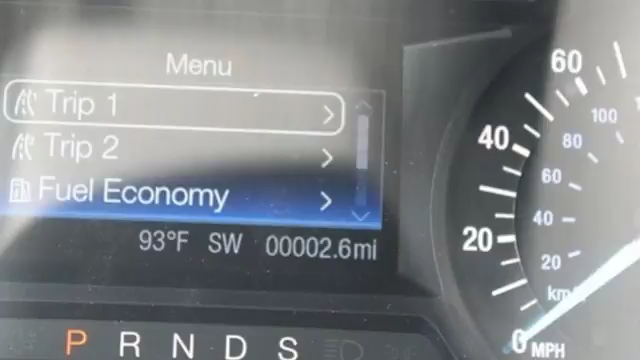 Menu
Trip 1
Trip 2
Fuel Economy
93°F SW 00002.6mi
P R N D S
60
40
20
0 MPH
100
80
60
40
20
km/